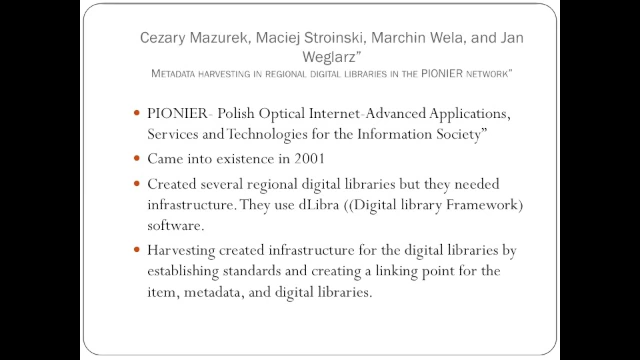 Cezary Mazurek, Maciej Stroinski, Marchin Wela, and Jan
Weglarz”
METADATA HARVESTING IN REGIONAL DIGITAL LIBRARIES IN THE PIONIER NETWORK”
• PIONIER- Polish Optical Internet-Advanced Applications,
Services and Technologies for the Information Society”
• Came into existence in 2001
• Created several regional digital libraries but they needed
infrastructure. They use dLibra ((Digital library Framework)
software.
• Harvesting created infrastructure for the digital libraries by
establishing standards and creating a linking point for the
item, metadata, and digital libraries.